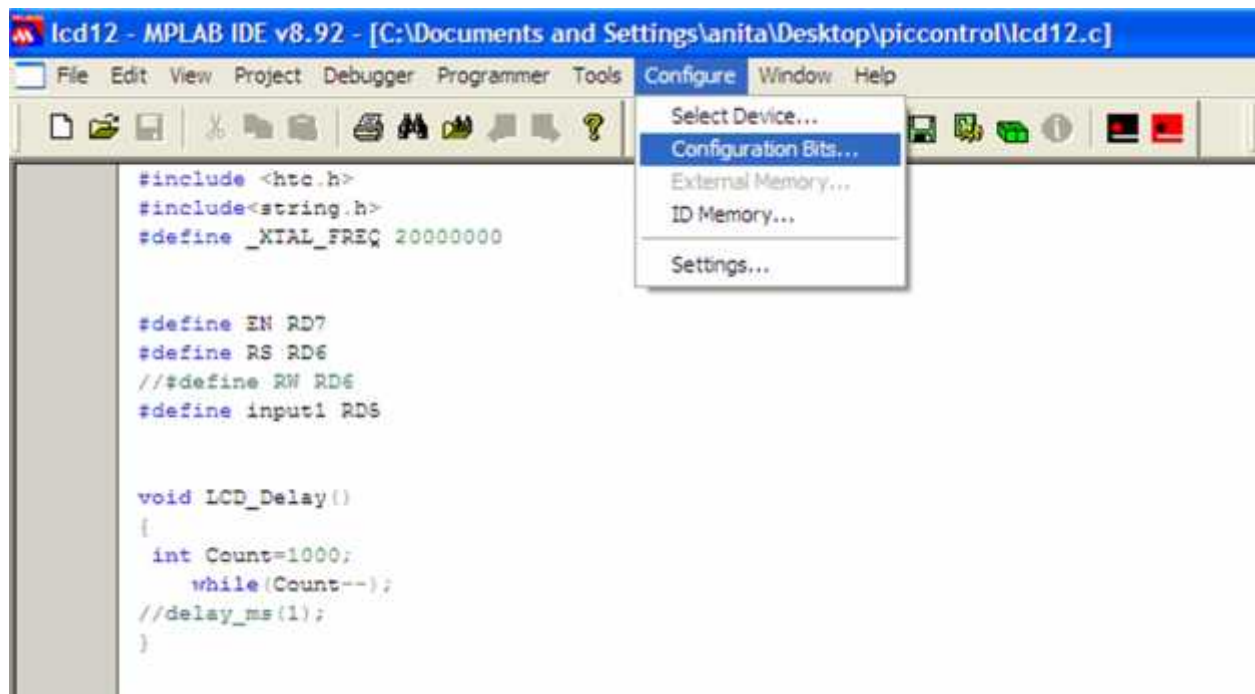 lcd12 - MPLAB IDE v8.92 - [C:\Documents and Settings\anita\Desktop\piccontrol\lcd12.c]
File Edit View Project Debugger Programmer Tools Configure Window Help
Select Device...
Configuration Bits...
External Memory...
ID Memory...
Settings...
#include <htc.h>
#include<string.h>
#define _XTAL_FREQ 20000000
#define EN RD7
#define RS RD6
//#define RW RD6
#define input1 RD5
void LCD_Delay()
{
int Count=1000;
while(Count--);
//delay_ms(1);
}